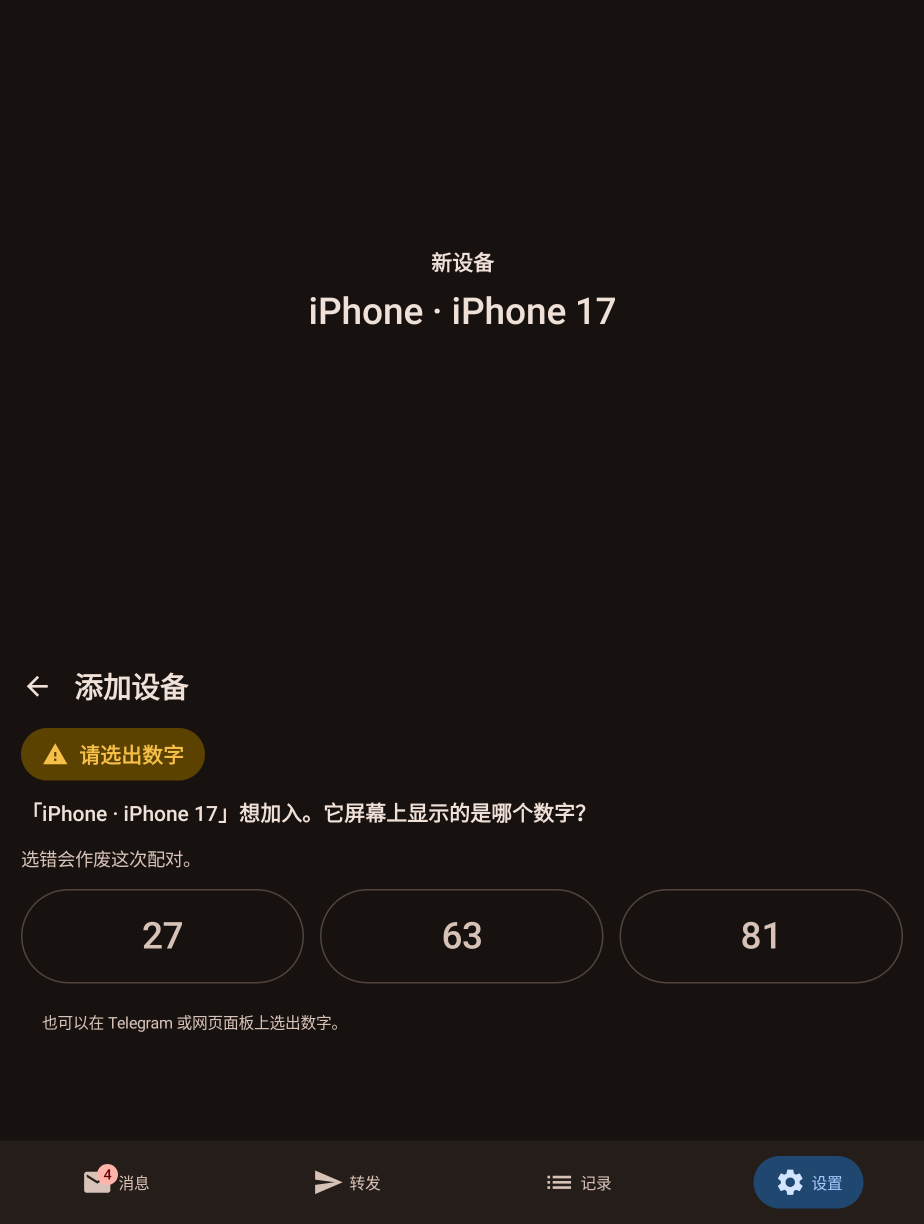 新设备
iPhone · iPhone 17
添加设备
请选出数字
「iPhone · iPhone 17」想加入。它屏幕上显示的是哪个数字?
选错会作废这次配对。
27
63
81
也可以在 Telegram 或网页面板上选出数字。
4
消息
转发
记录
设置